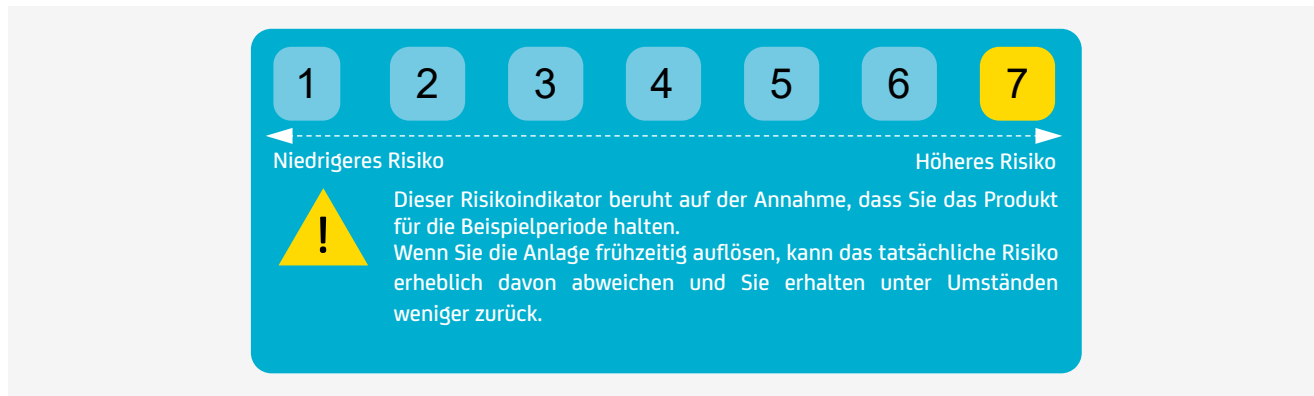 1 2 3 4 5 6 7
Niedrigeres Risiko Höheres Risiko
!
Dieser Risikoindikator beruht auf der Annahme, dass Sie das Produkt
für die Beispielperiode halten.
Wenn Sie die Anlage frühzeitig auflösen, kann das tatsächliche Risiko
erheblich davon abweichen und Sie erhalten unter Umständen
weniger zurück.